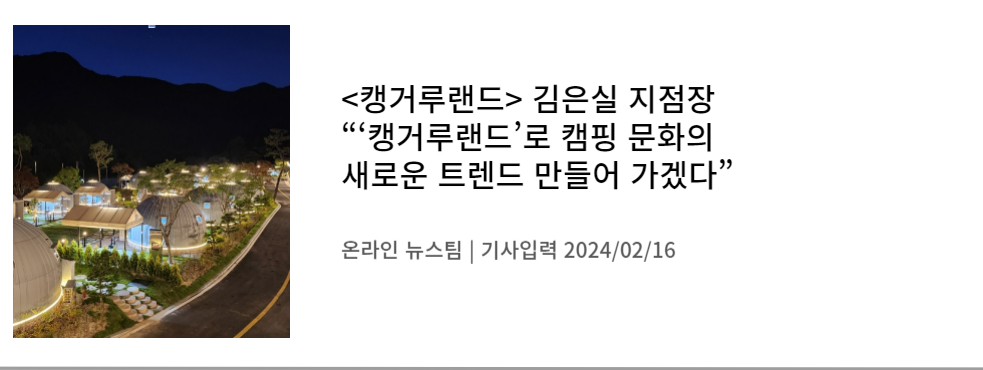 <캥거루랜드> 김은실 지점장
“‘캥거루랜드’로 캠핑 문화의
새로운 트렌드 만들어 가겠다”
온라인 뉴스팀 | 기사입력 2024/02/16